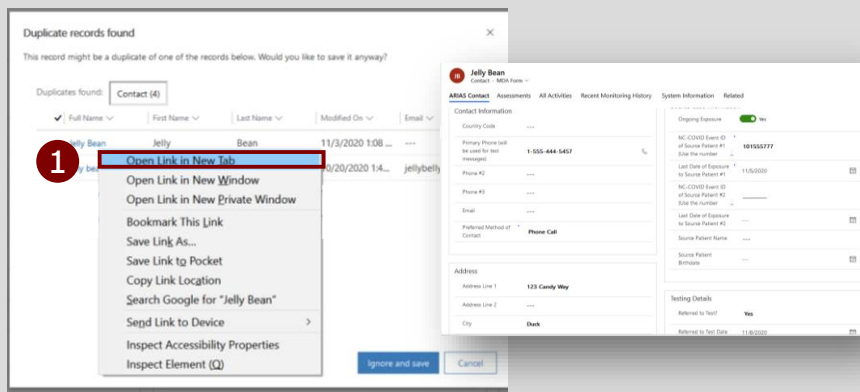 Duplicate records found
This record might be a duplicate of one of the records below. Would you like to save it anyway?
Duplicates found: Contact (4)
Full Name First Name Last Name Modified On Email
Jelly Bean Jelly Bean 11/3/2020 1:08 ... ---
0/20/2020 1:4... jellybelly
1
Open Link in New Tab
Open Link in New Window
Open Link in New Private Window
Bookmark This Link
Save Link As...
Save Link to Pocket
Copy Link Location
Search Google for "Jelly Bean"
Send Link to Device
Inspect Accessibility Properties
Inspect Element (Q)
Ignore and save Cancel
JB
Jelly Bean
Contact · MDA Form
ARIAS Contact Assessments All Activities Recent Monitoring History System Information Related
Contact Information
Country Code ---
Primary Phone (will
be used for text
messages) 1-555-444-5457
Phone #2 ---
Phone #3 ---
Email ---
Preferred Method of
Contact * Phone Call
Address
Address Line 1 123 Candy Way
Address Line 2 ---
City Duck
Ongoing Exposure Yes
NC-COVID Event ID
of Source Patient #1
(Use the number * 101555777
Last Date of Exposure
to Source Patient #1 * 11/5/2020
NC-COVID Event ID
of Source Patient #2
(Use the number
Last Date of Exposure
to Source Patient #2 ---
Source Patient Name ---
Source Patient
Birthdate ---
Testing Details
Referred to Test? Yes
Referred to Test Date 11/8/2020